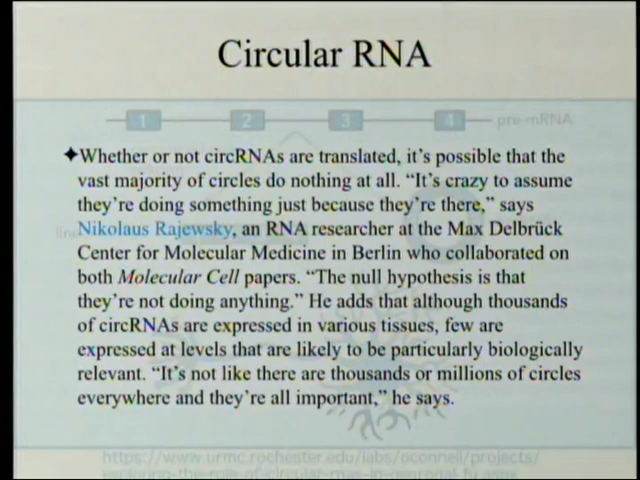 Circular RNA
1 2 3 4 pre-mRNA
✦Whether or not circRNAs are translated, it's possible that the
vast majority of circles do nothing at all. “It's crazy to assume
they're doing something just because they're there,” says
Nikolaus Rajewsky, an RNA researcher at the Max Delbrück
Center for Molecular Medicine in Berlin who collaborated on
both Molecular Cell papers. “The null hypothesis is that
they're not doing anything.” He adds that although thousands
of circRNAs are expressed in various tissues, few are
expressed at levels that are likely to be particularly biologically
relevant. “It's not like there are thousands or millions of circles
everywhere and they're all important,” he says.
https://www.urmc.rochester.edu/labs/oconnell/projects/